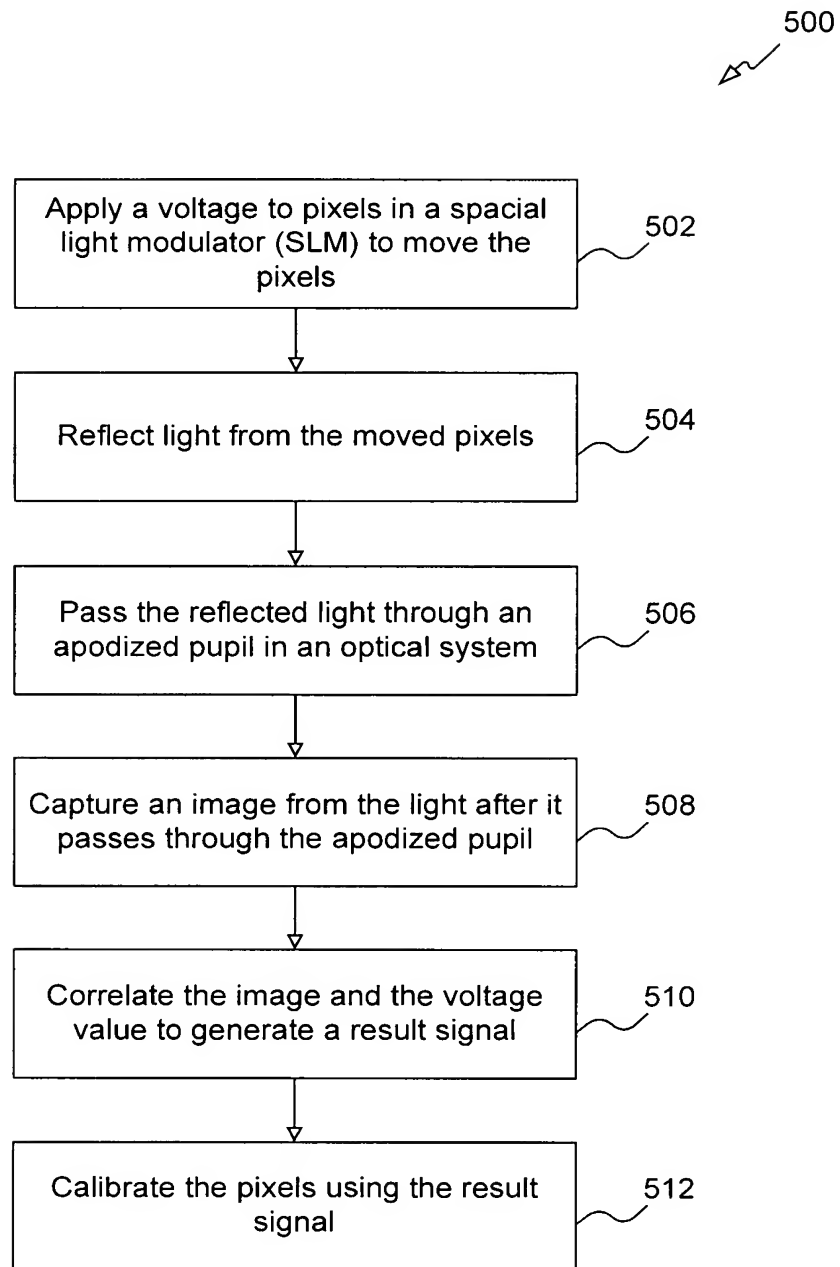 500
Apply a voltage to pixels in a spacial
light modulator (SLM) to move the
pixels
502
Reflect light from the moved pixels
504
Pass the reflected light through an
apodized pupil in an optical system
506
Capture an image from the light after it
passes through the apodized pupil
508
Correlate the image and the voltage
value to generate a result signal
510
Calibrate the pixels using the result
signal
512